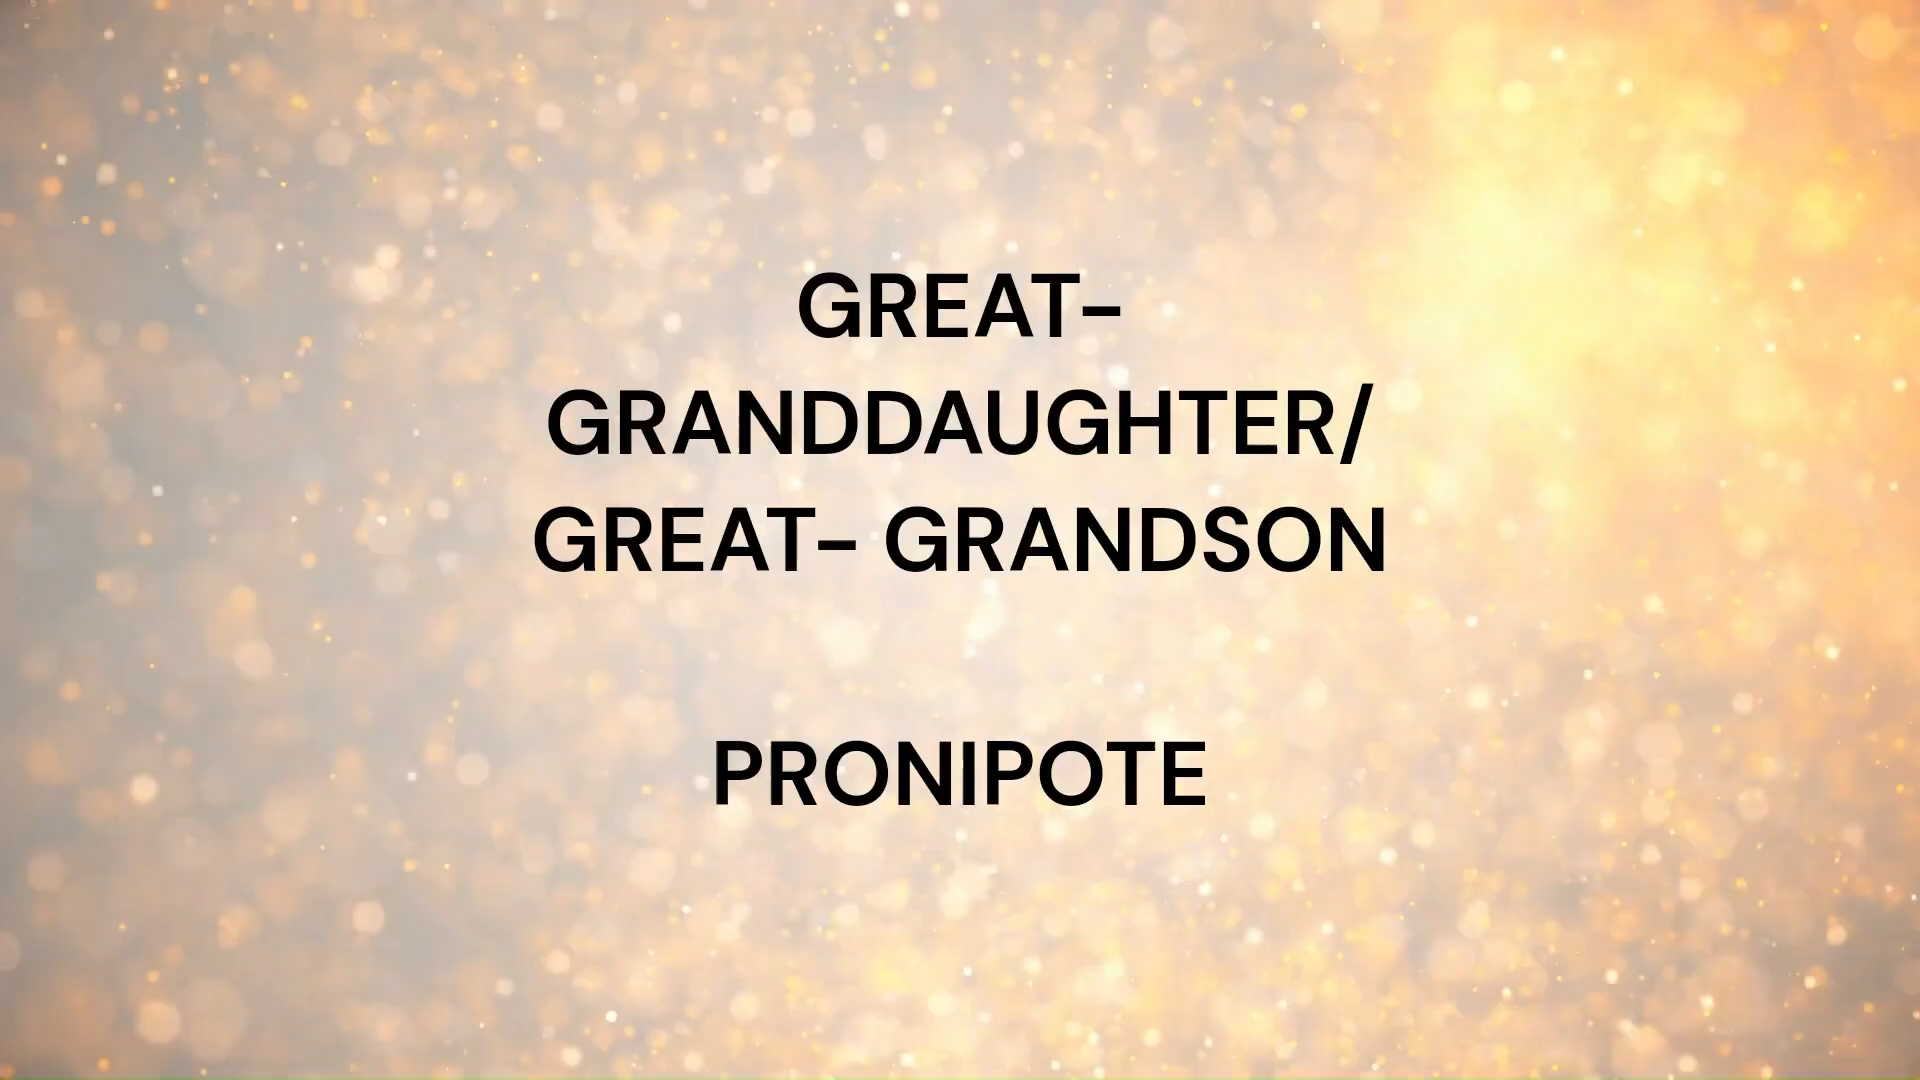 GREAT-
GRANDDAUGHTER/
GREAT- GRANDSON
PRONIPOTE